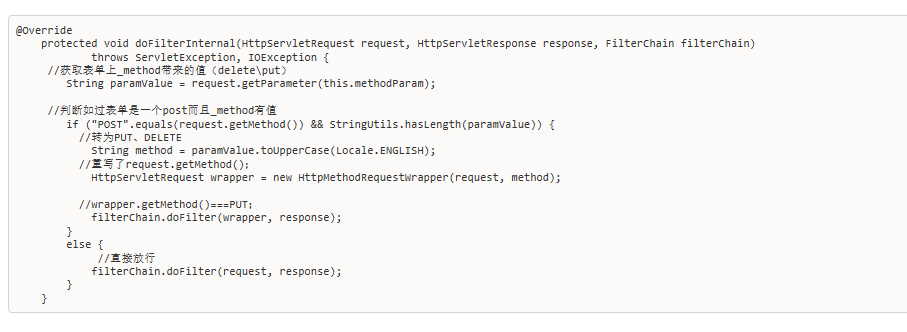 @Override
    protected void doFilterInternal(HttpServletRequest request, HttpServletResponse response, FilterChain filterChain)
            throws ServletException, IOException {
     //获取表单上_method带来的值（delete\put）
        String paramValue = request.getParameter(this.methodParam);

     //判断如过表单是一个post而且_method有值
        if ("POST".equals(request.getMethod()) && StringUtils.hasLength(paramValue)) {
          //转为PUT、DELETE
            String method = paramValue.toUpperCase(Locale.ENGLISH);
          //重写了request.getMethod()；
            HttpServletRequest wrapper = new HttpMethodRequestWrapper(request, method);

          //wrapper.getMethod()===PUT；
            filterChain.doFilter(wrapper, response);
        }
        else {
             //直接放行
            filterChain.doFilter(request, response);
        }
    }